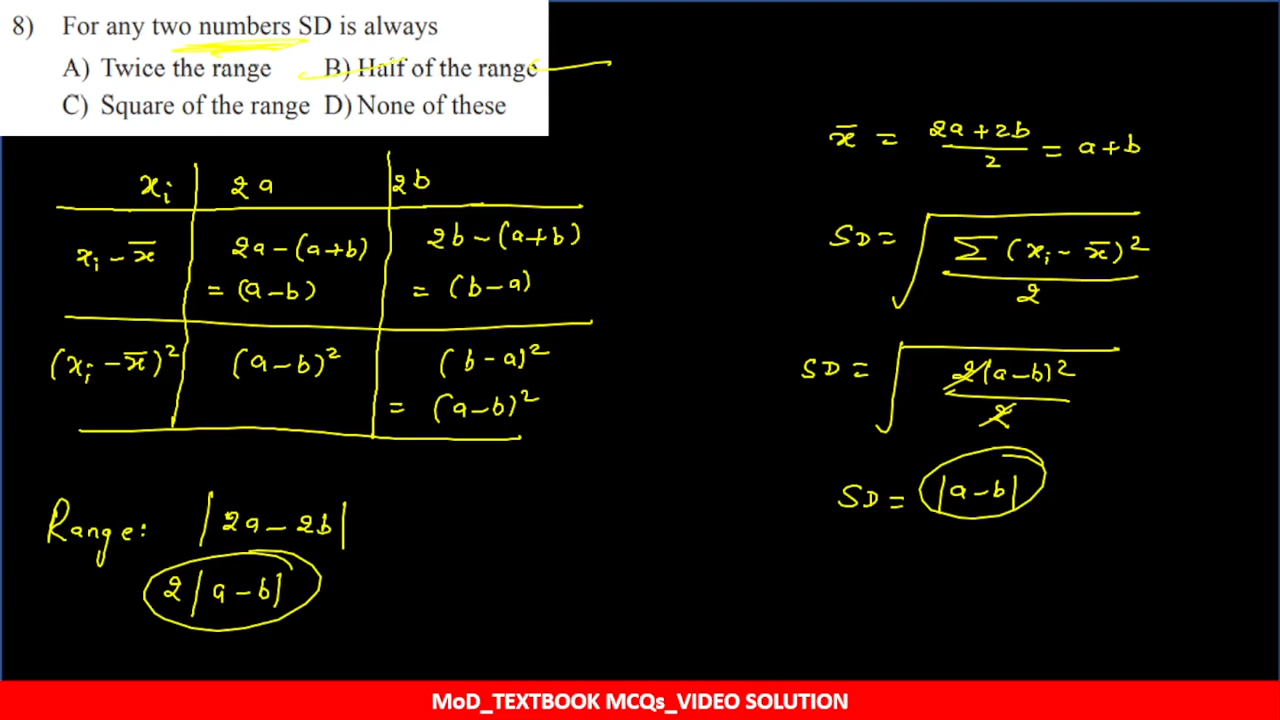 8) For any two numbers SD is always
A) Twice the range B) Half of the range
C) Square of the range D) None of these
xᵢ 2a 2b
xᵢ – x̄ 2a – (a+b) 2b – (a+b)
= (a–b) = (b–a)
(xᵢ – x̄)² (a–b)² (b–a)²
= (a–b)²
Range: |2a – 2b|
2|a–b|
x̄ = (2a+2b)/2 = a+b
SD = √(Σ(xᵢ – x̄)²/2)
SD = √(2(a–b)²/2)
SD = |a–b|
MoD_TEXTBOOK MCQs_VIDEO SOLUTION